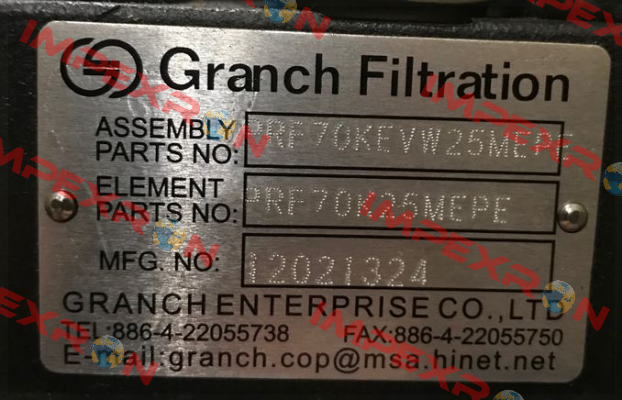 Granch Filtration
ASSEMBLY PARTS NO: PRF70KEVW25MEPE
ELEMENT PARTS NO: PRF70K25MEPE
MFG. NO: 12021324
GRANCH ENTERPRISE CO.,LTD
TEL:886-4-22055738 FAX:886-4-22055750
E-mail:granch.cop@msa.hinet.net
IMPEXRON